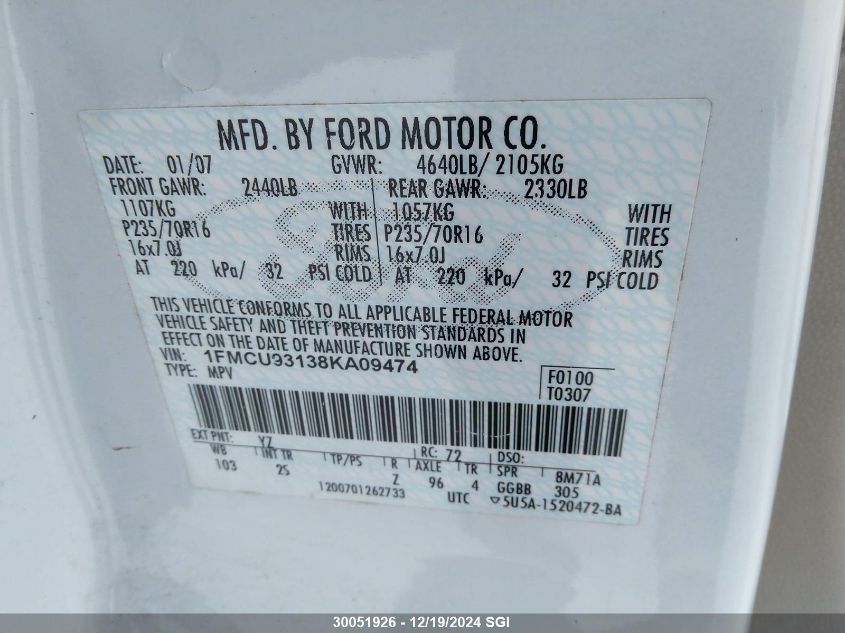 MFD. BY FORD MOTOR CO.
DATE: 01/07 GVWR: 4640LB/ 2105KG
FRONT GAWR: 2440LB REAR GAWR: 2330LB
1107KG WITH 1057KG WITH
P235/70R16 TIRES P235/70R16 TIRES
16x7.0J RIMS 16x7.0J RIMS
AT 220 kPa/ 32 PSI COLD AT 220 kPa/ 32 PSI COLD
THIS VEHICLE CONFORMS TO ALL APPLICABLE FEDERAL MOTOR
VEHICLE SAFETY AND THEFT PREVENTION STANDARDS IN
EFFECT ON THE DATE OF MANUFACTURE SHOWN ABOVE.
VIN: 1FMCU93138KA09474
TYPE: MPV
F0100
T0307
EXT PNT: YZ RC: 72 DSO:
WB INT TR TP/PS R AXLE TR SPR 8M71A
103 2S Z 96 4 GGBB 305
1200701262733 UTC ▽5U5A-1520472-BA
Ford
30051926 - 12/19/2024 SGI